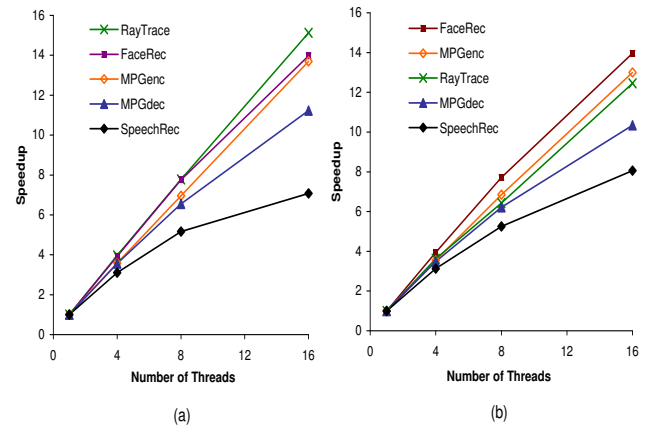 16
14
12
10
8
6
4
2
0
Speedup
RayTrace
FaceRec
MPGenc
MPGdec
SpeechRec
0 4 8 12 16
Number of Threads
(a)
16
14
12
10
8
6
4
2
0
Speedup
FaceRec
MPGenc
RayTrace
MPGdec
SpeechRec
0 4 8 12 16
Number of Threads
(b)